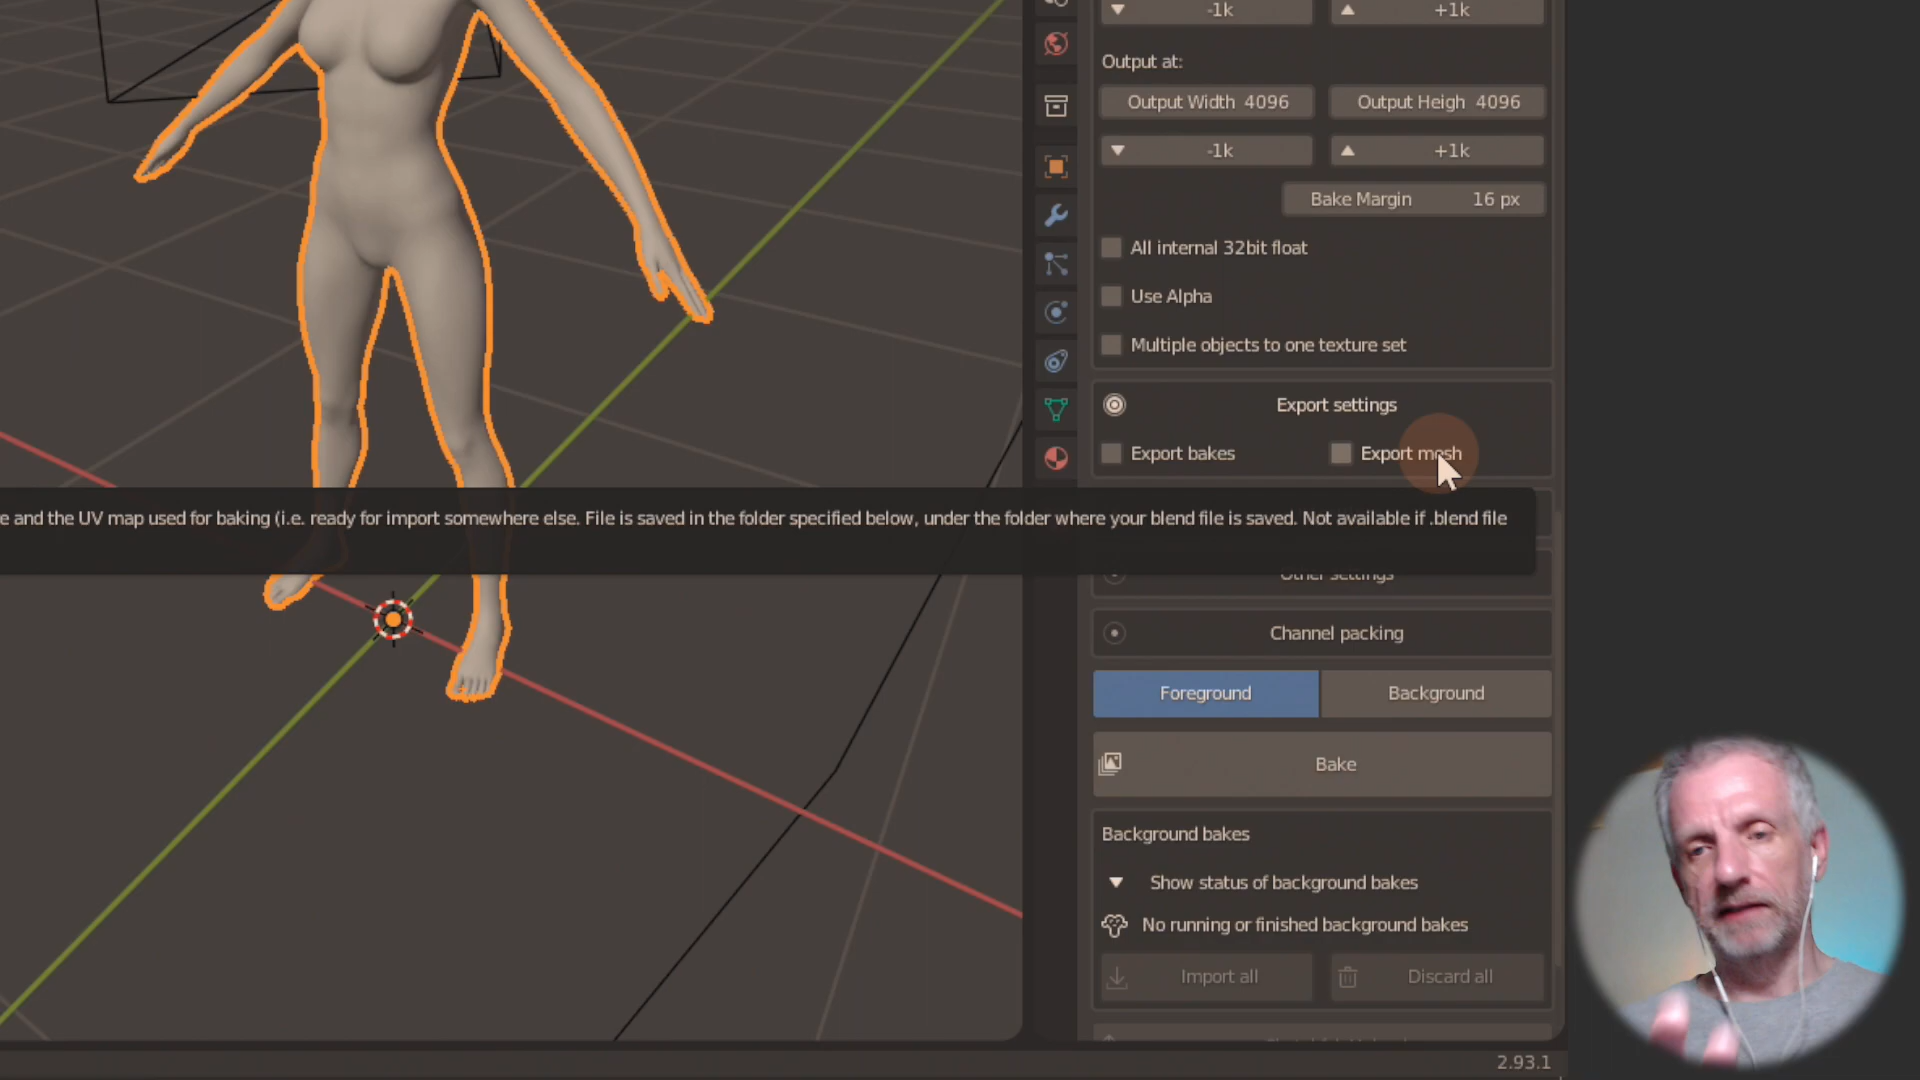 -1k
+1k
Output at:
Output Width 4096
Output Heigh 4096
-1k
+1k
Bake Margin 16 px
All internal 32bit float
Use Alpha
Multiple objects to one texture set
Export settings
Export bakes
Export mesh
e and the UV map used for baking (i.e. ready for import somewhere else. File is saved in the folder specified below, under the folder where your blend file is saved. Not available if .blend file
Other settings
Channel packing
Foreground
Background
Bake
Background bakes
Show status of background bakes
No running or finished background bakes
Import all
Discard all
2.93.1